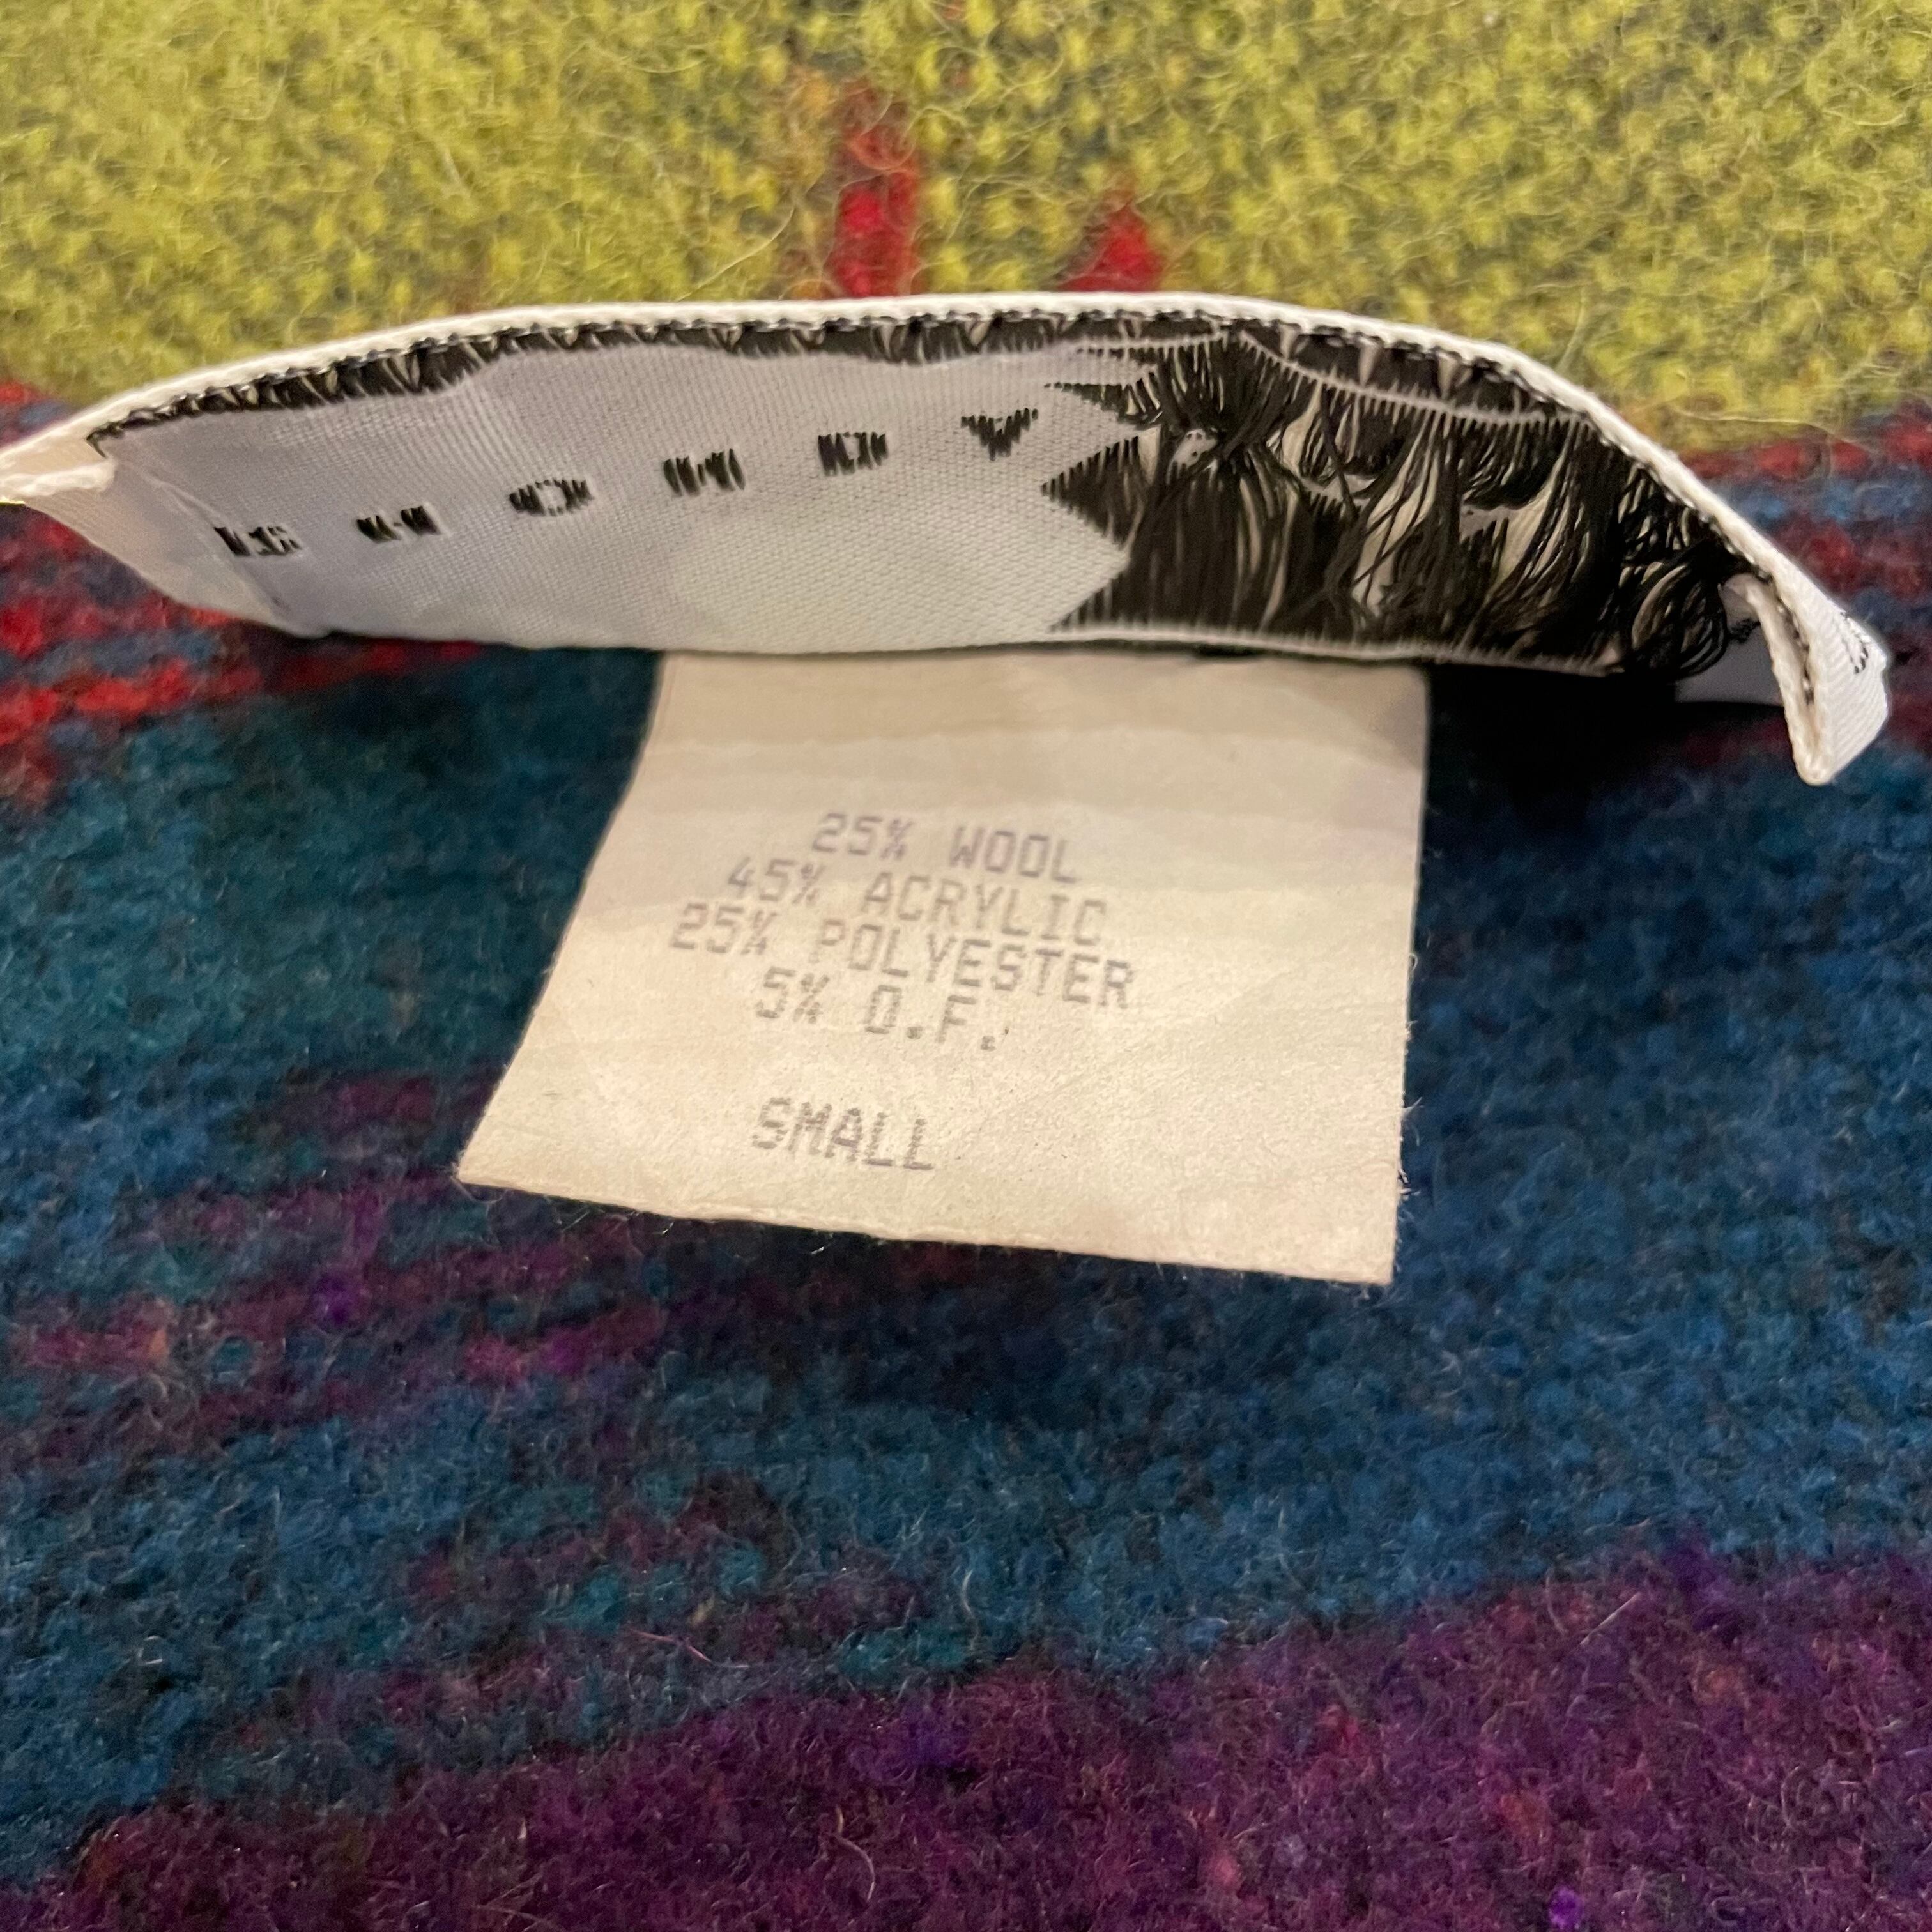 25% WOOL
45% ACRYLIC
25% POLYESTER
5% O.F.
SMALL